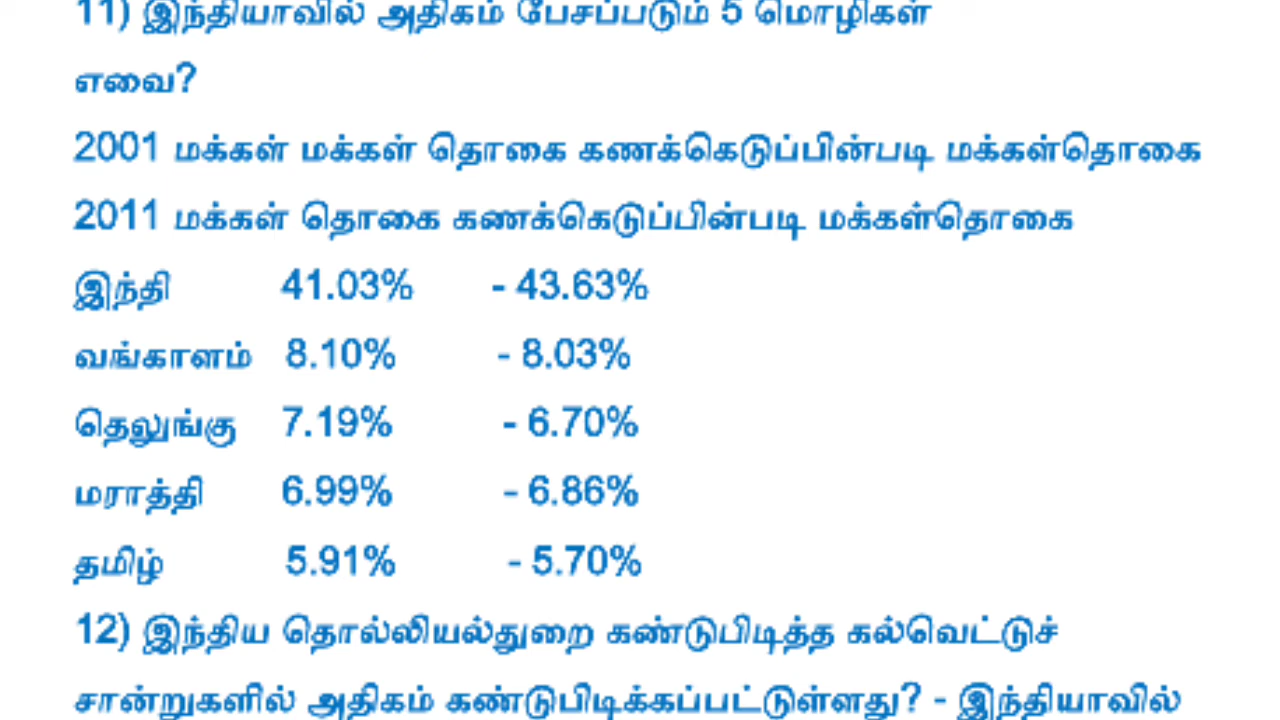 11) இந்தியாவில் அதிகம் பேசப்படும் 5 மொழிகள்
எவை?
2001 மக்கள் மக்கள் தொகை கணக்கெடுப்பின்படி மக்கள்தொகை
2011 மக்கள் தொகை கணக்கெடுப்பின்படி மக்கள்தொகை
இந்தி 41.03% - 43.63%
வங்காளம் 8.10% - 8.03%
தெலுங்கு 7.19% - 6.70%
மராத்தி 6.99% - 6.86%
தமிழ் 5.91% - 5.70%
12) இந்திய தொல்லியல்துறை கண்டுபிடித்த கல்வெட்டுச்
சான்றுகளில் அதிகம் கண்டுபிடிக்கப்பட்டுள்ளது? - இந்தியாவில்